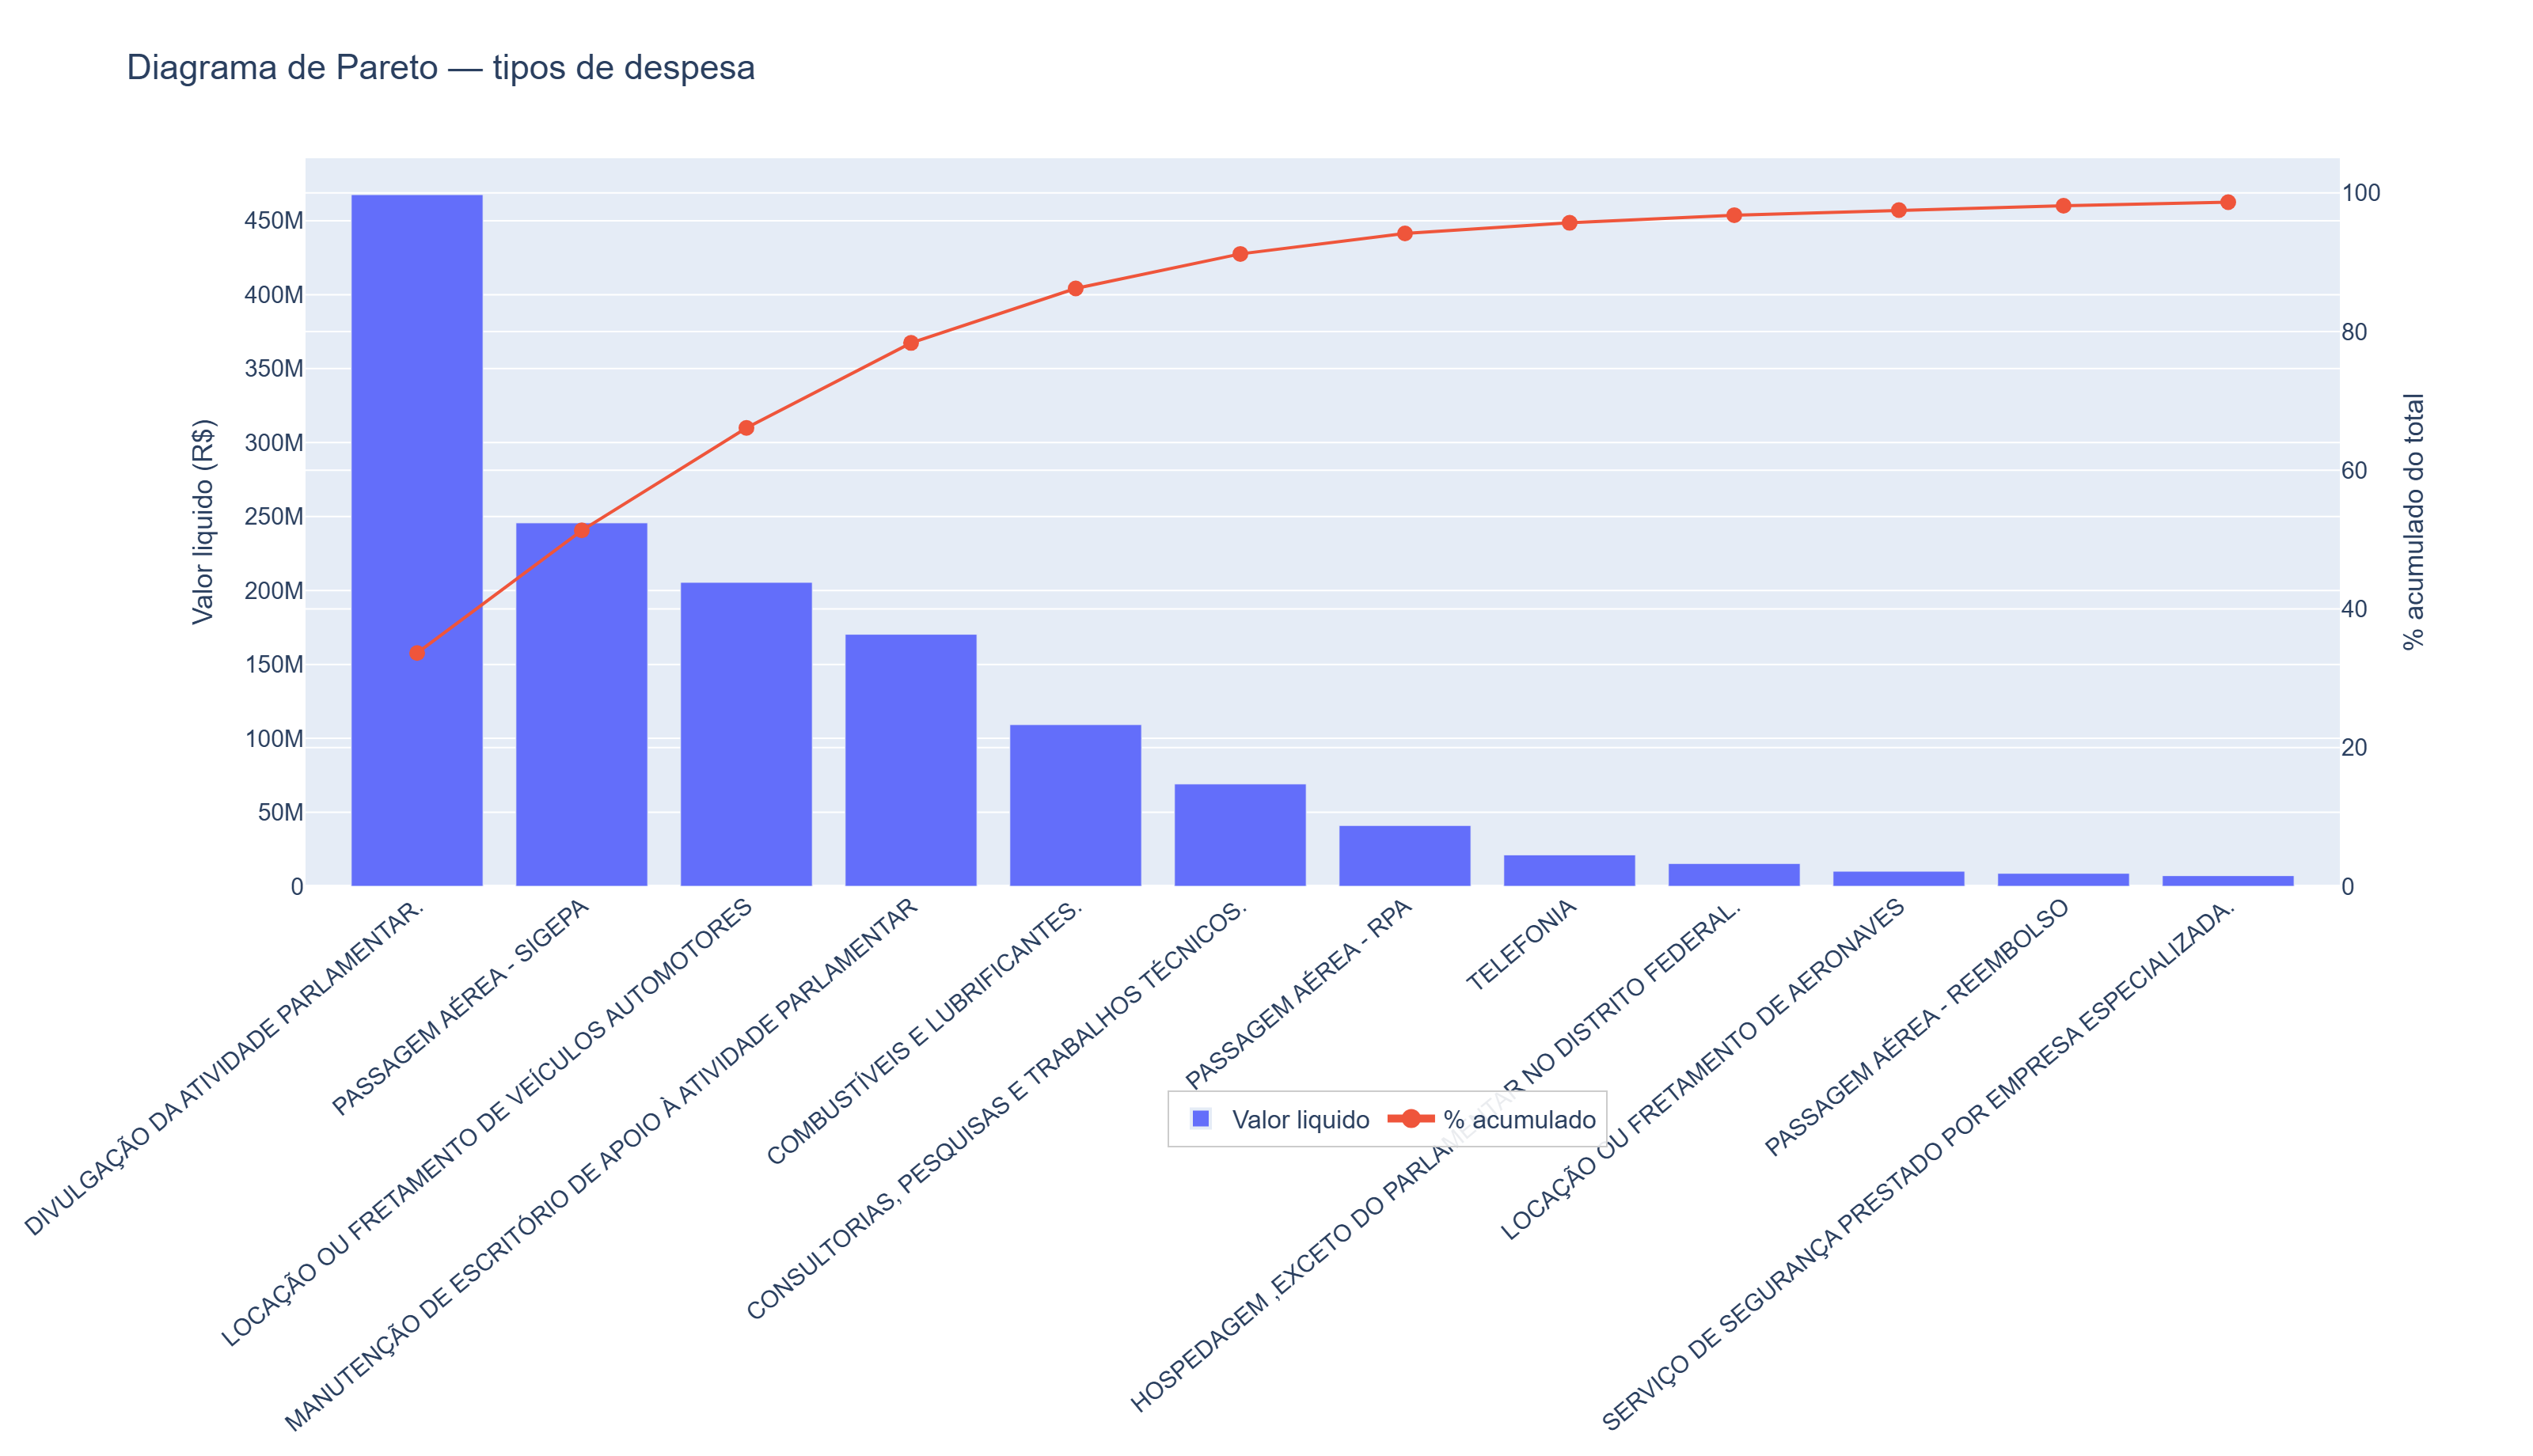 Diagrama de Pareto — tipos de despesa
Valor liquido (R$)
450M
400M
350M
300M
250M
200M
150M
100M
50M
0
100
80
60
40
20
0
% acumulado do total
DIVULGAÇÃO DA ATIVIDADE PARLAMENTAR.
PASSAGEM AÉREA - SIGEPA
LOCAÇÃO OU FRETAMENTO DE VEÍCULOS AUTOMOTORES
MANUTENÇÃO DE ESCRITÓRIO DE APOIO À ATIVIDADE PARLAMENTAR
COMBUSTÍVEIS E LUBRIFICANTES.
CONSULTORIAS, PESQUISAS E TRABALHOS TÉCNICOS.
PASSAGEM AÉREA - RPA
TELEFONIA
HOSPEDAGEM ,EXCETO DO PARLAMENTAR NO DISTRITO FEDERAL.
LOCAÇÃO OU FRETAMENTO DE AERONAVES
PASSAGEM AÉREA - REEMBOLSO
SERVIÇO DE SEGURANÇA PRESTADO POR EMPRESA ESPECIALIZADA.
Valor liquido
% acumulado